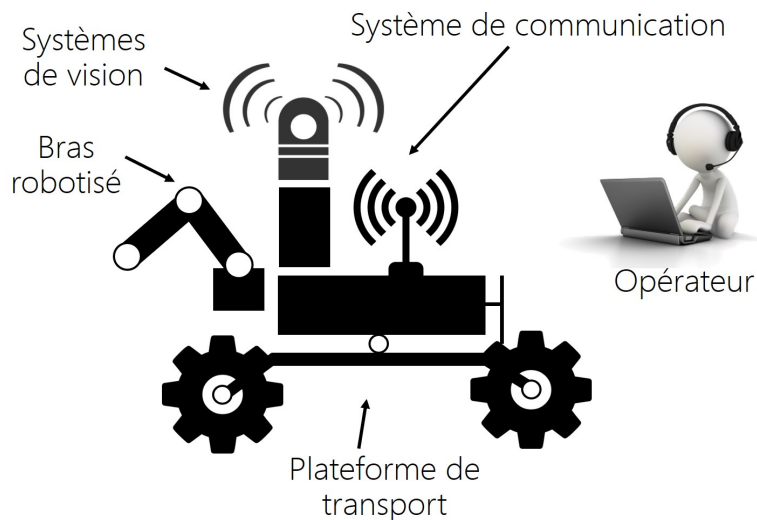 Systèmes
de vision
Système de communication
Bras
robotisé
Opérateur
Plateforme de
transport